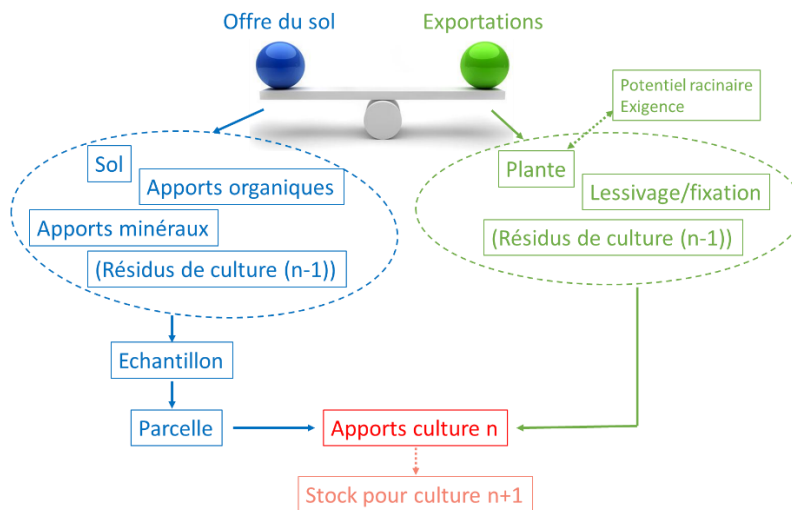 Offre du sol
Exportations
Potentiel racinaire
Exigence
Sol
Apports organiques
Apports minéraux
(Résidus de culture (n-1))
Plante
Lessivage/fixation
(Résidus de culture (n-1))
Echantillon
Parcelle
Apports culture n
Stock pour culture n+1